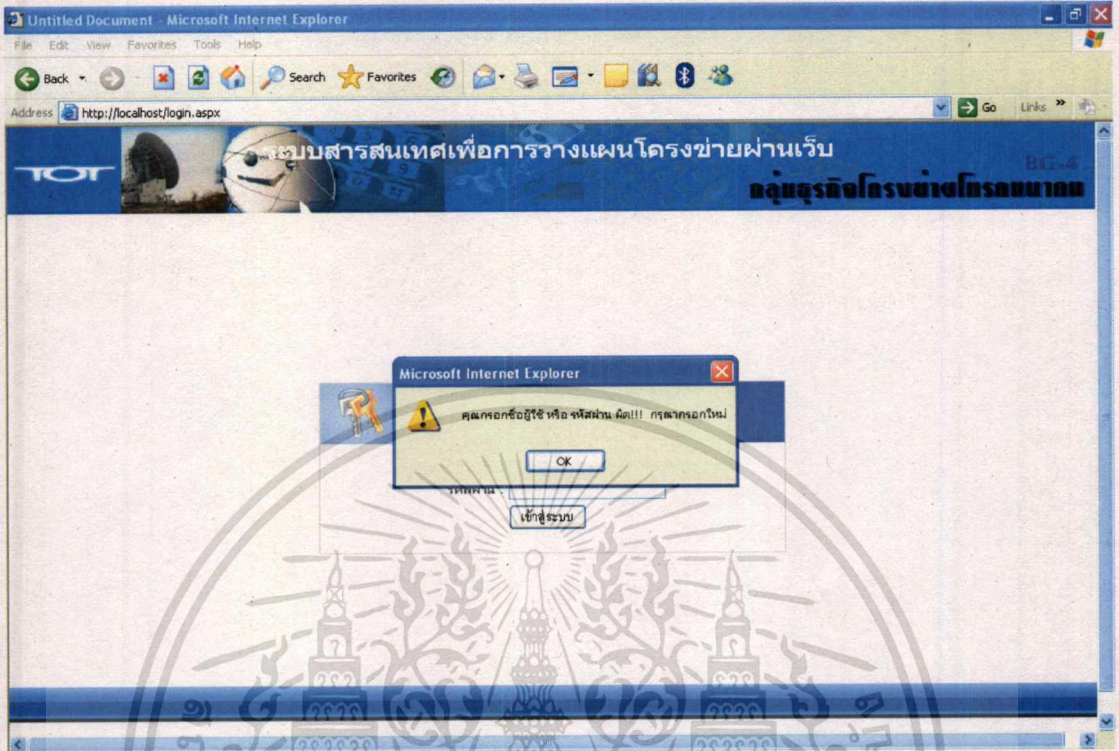 Untitled Document - Microsoft Internet Explorer
File Edit View Favorites Tools Help
Back Search Favorites
Address http://localhost/login.aspx Go Links »
TOT
ระบบสารสนเทศเพื่อการวางแผนโครงข่ายผ่านเว็บ
BG-4
กลุ่มธุรกิจโครงข่ายโทรคมนาคม
Microsoft Internet Explorer
คุณกรอกชื่อผู้ใช้ หรือ รหัสผ่าน ผิด!!! กรุณากรอกใหม่
OK
รหัสผ่าน :
เข้าสู่ระบบ